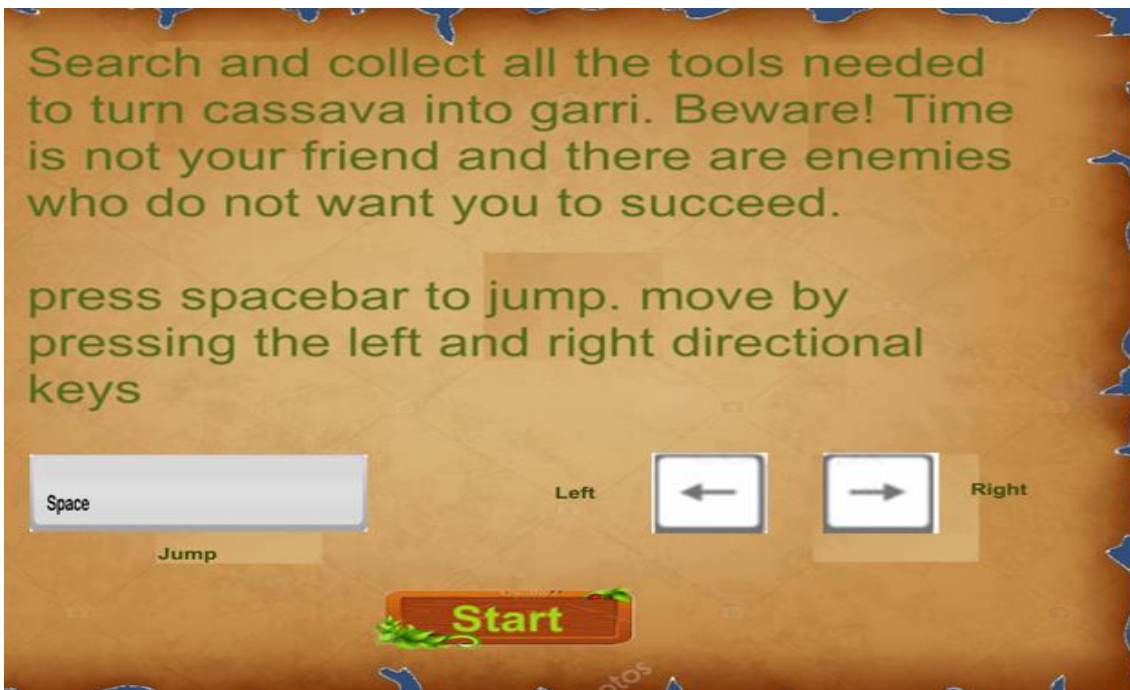 Search and collect all the tools needed
to turn cassava into garri. Beware! Time
is not your friend and there are enemies
who do not want you to succeed.
press spacebar to jump. move by
pressing the left and right directional
keys
Space
Left
Right
Jump
Start